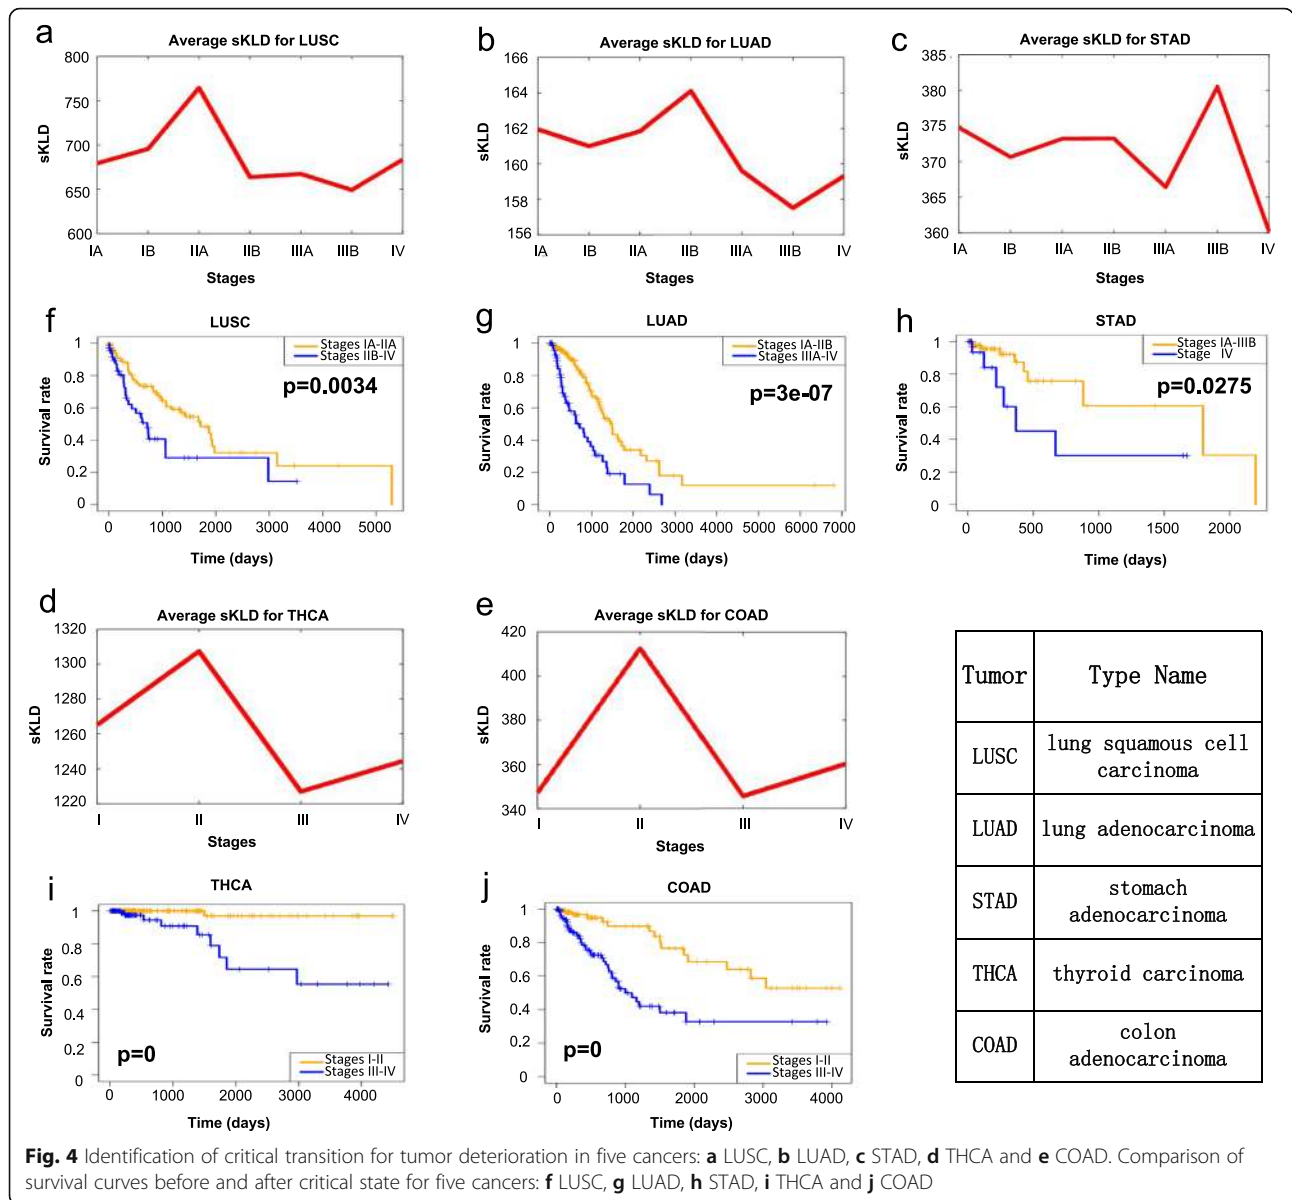 a
Average sKLD for LUSC
800
750
700
650
600
sKLD
IA IB IIA IIB IIIA IIIB IV
Stages
b
Average sKLD for LUAD
166
164
162
160
158
156
sKLD
IA IB IIA IIB IIIA IIIB IV
Stages
c
Average sKLD for STAD
385
380
375
370
365
360
sKLD
IA IB IIA IIB IIIA IIIB IV
Stages
f
LUSC
Stages IA-IIA
Stages IIB-IV
p=0.0034
1
0.8
0.6
0.4
0.2
0
Survival rate
0 1000 2000 3000 4000 5000
Time (days)
g
LUAD
Stages IA-IIB
Stages IIIA-IV
p=3e-07
1
0.8
0.6
0.4
0.2
0
Survival rate
0 1000 2000 3000 4000 5000 6000 7000
Time (days)
h
STAD
Stages IA-IIIB
Stage IV
p=0.0275
1
0.8
0.6
0.4
0.2
0
Survival rate
0 500 1000 1500 2000
Time (days)
d
Average sKLD for THCA
1320
1300
1280
1260
1240
1220
sKLD
I II III IV
Stages
e
Average sKLD for COAD
420
400
380
360
340
sKLD
I II III IV
Stages
i
THCA
1
0.8
0.6
0.4
0.2
0
Survival rate
p=0
Stages I-II
Stages III-IV
0 1000 2000 3000 4000
Time (days)
j
COAD
1
0.8
0.6
0.4
0.2
0
Survival rate
p=0
Stages I-II
Stages III-IV
0 1000 2000 3000 4000
Time (days)
Tumor Type Name
LUSC lung squamous cell
carcinoma
LUAD lung adenocarcinoma
STAD stomach
adenocarcinoma
THCA thyroid carcinoma
COAD colon
adenocarcinoma
Fig. 4 Identification of critical transition for tumor deterioration in five cancers: a LUSC, b LUAD, c STAD, d THCA and e COAD. Comparison of
survival curves before and after critical state for five cancers: f LUSC, g LUAD, h STAD, i THCA and j COAD